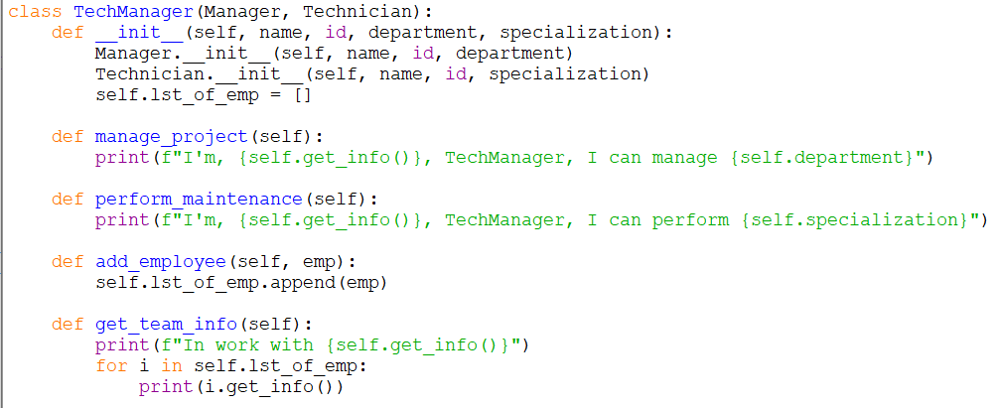 class TechManager(Manager, Technician):
    def __init__(self, name, id, department, specialization):
        Manager.__init__(self, name, id, department)
        Technician.__init__(self, name, id, specialization)
        self.lst_of_emp = []

    def manage_project(self):
        print(f"I'm, {self.get_info()}, TechManager, I can manage {self.department}")

    def perform_maintenance(self):
        print(f"I'm, {self.get_info()}, TechManager, I can perform {self.specialization}")

    def add_employee(self, emp):
        self.lst_of_emp.append(emp)

    def get_team_info(self):
        print(f"In work with {self.get_info()}")
        for i in self.lst_of_emp:
            print(i.get_info())